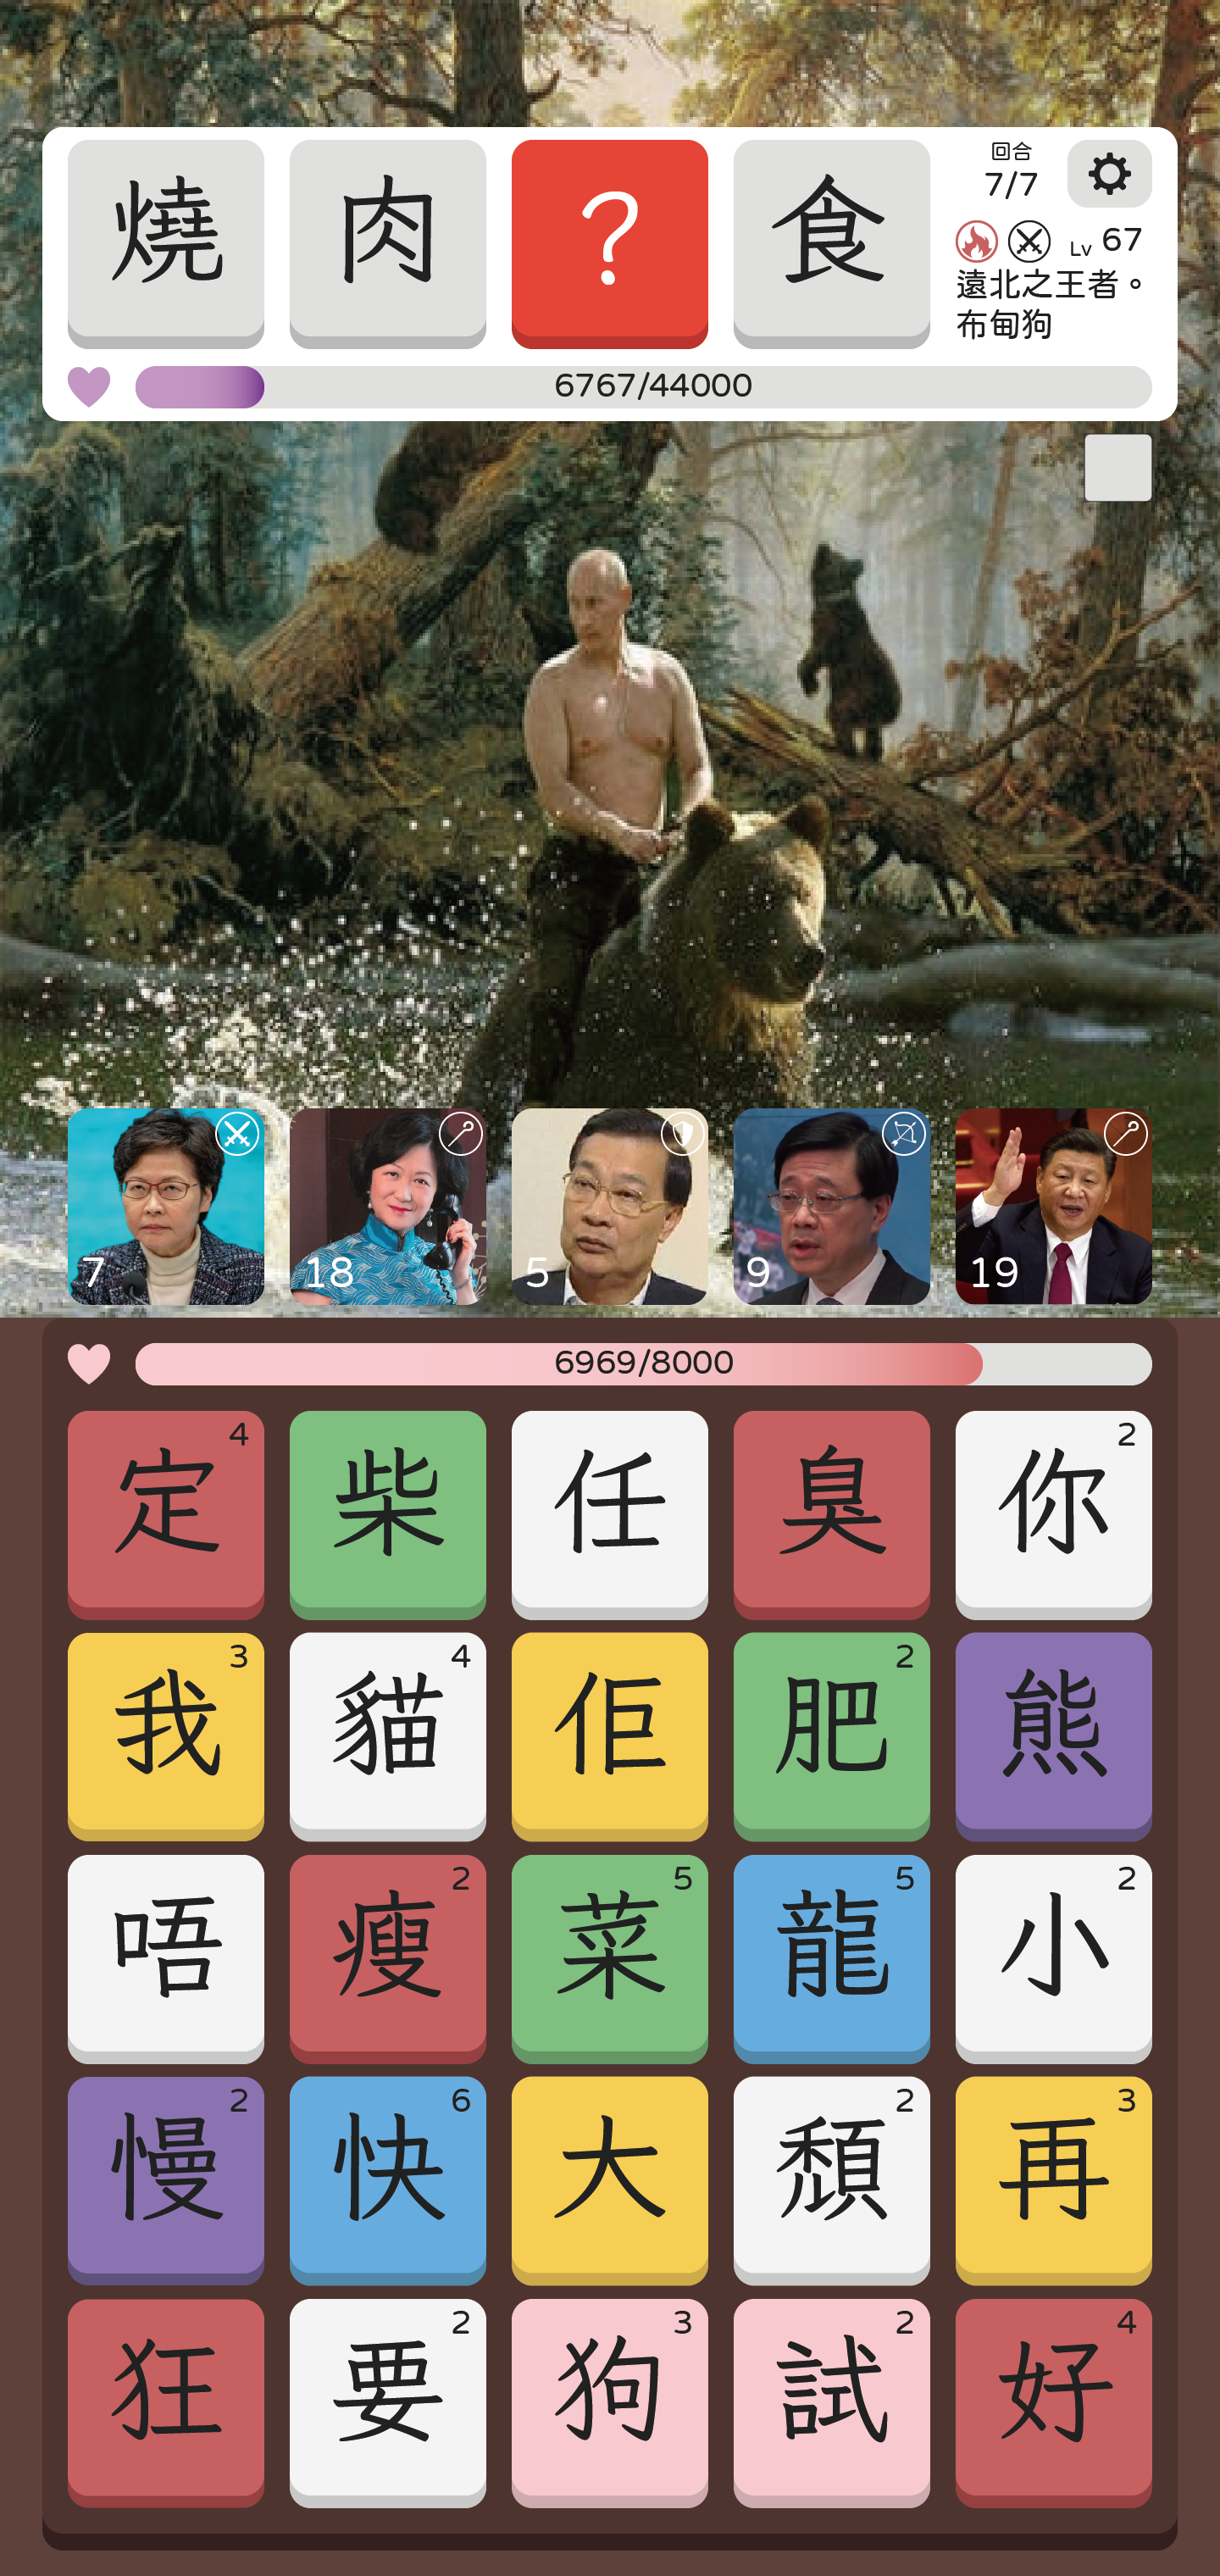 燒 肉 ? 食
回合
7/7
Lv 67
遠北之王者。
布甸狗
6767/44000
7 18 5 9 19
6969/8000
定 4 柴 任 臭 你 2
我 3 貓 4 佢 肥 2 熊
唔 瘦 2 菜 5 龍 5 小 2
慢 2 快 6 大 頹 2 再 3
狂 要 2 狗 3 試 2 好 4